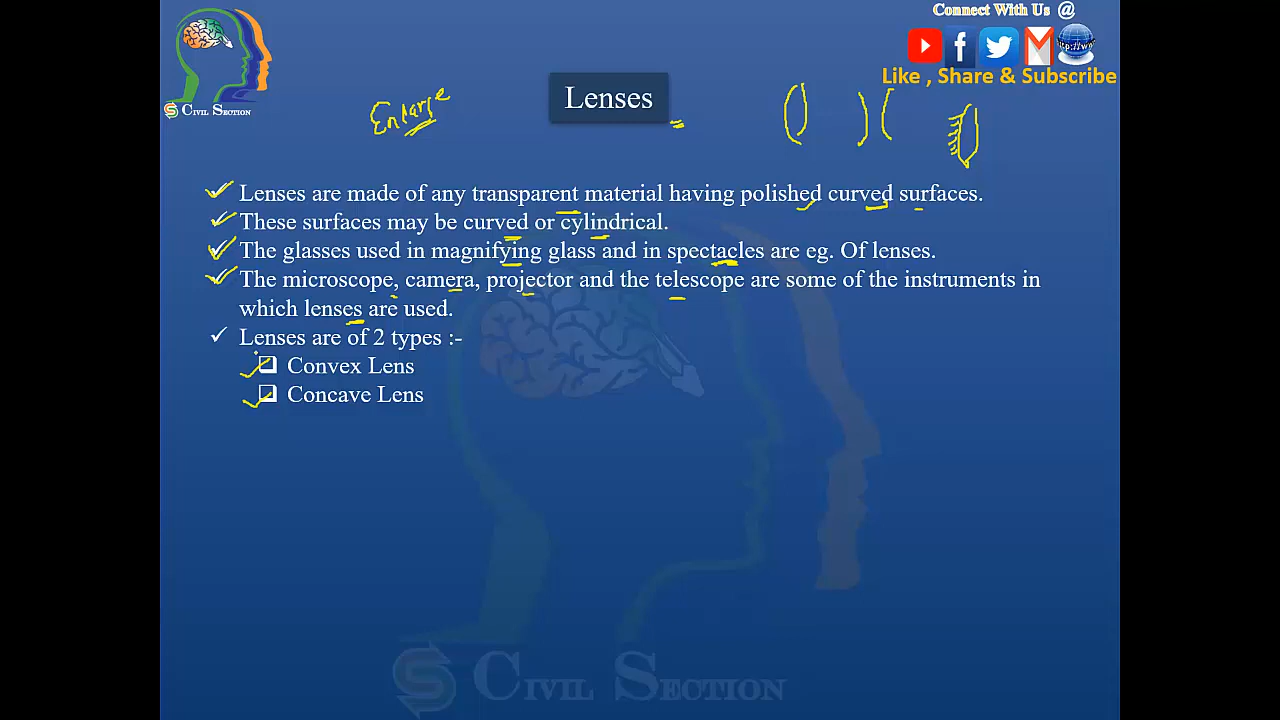 Connect With Us @
http://ww
Like , Share & Subscribe
CIVIL SECTION
Enlarge
Lenses
Lenses are made of any transparent material having polished curved surfaces.
These surfaces may be curved or cylindrical.
The glasses used in magnifying glass and in spectacles are eg. Of lenses.
The microscope, camera, projector and the telescope are some of the instruments in
which lenses are used.
Lenses are of 2 types :-
Convex Lens
Concave Lens
CIVIL SECTION